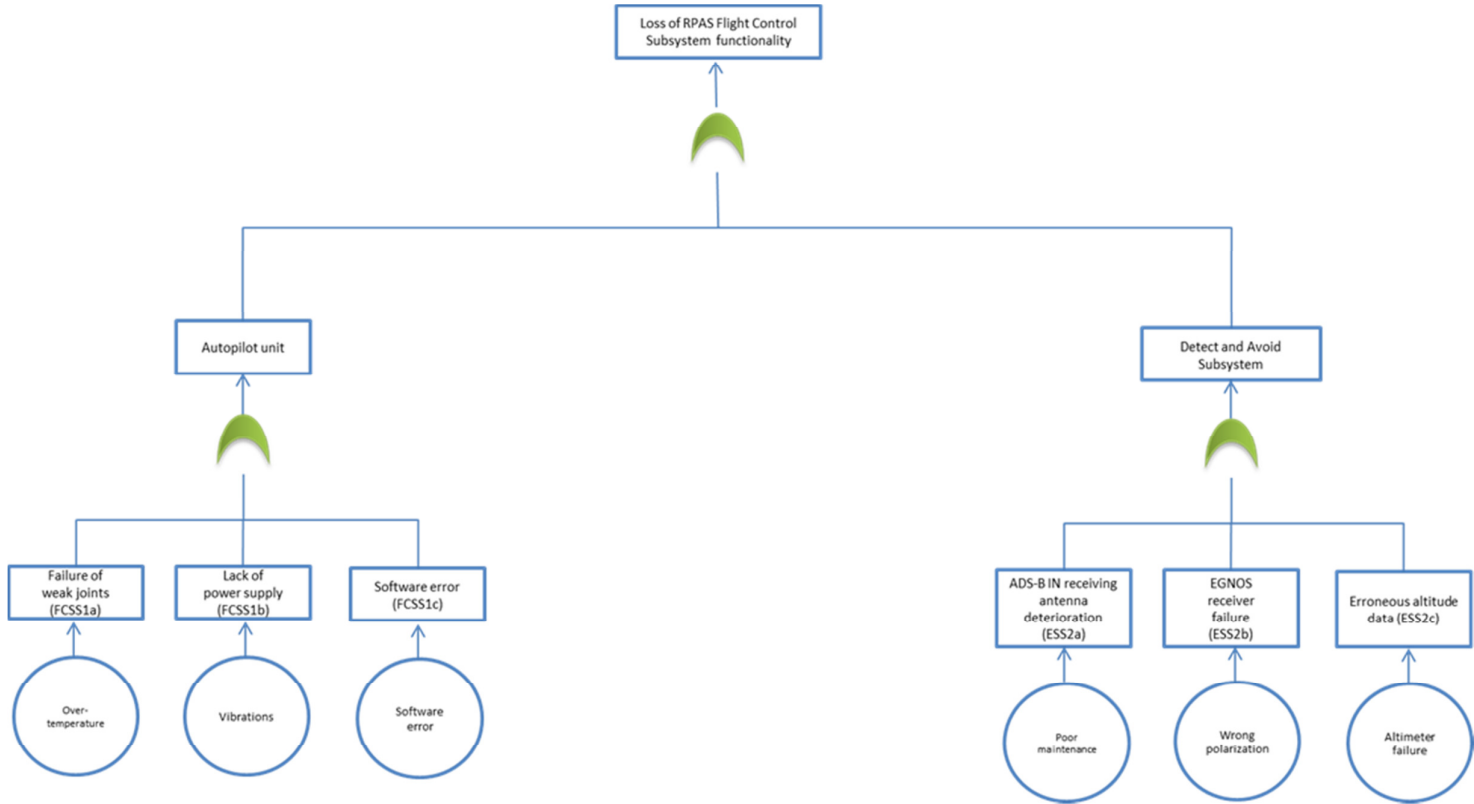 Loss of RPAS Flight Control
Subsystem functionality
Autopilot unit
Detect and Avoid
Subsystem
Failure of
weak joints
(FCSS1a)
Lack of
power supply
(FCSS1b)
Software error
(FCSS1c)
ADS-B IN receiving
antenna
deterioration
(ESS2a)
EGNOS
receiver
failure
(ESS2b)
Erroneous altitude
data (ESS2c)
Over-
temperature
Vibrations
Software
error
Poor
maintenance
Wrong
polarization
Altimeter
failure